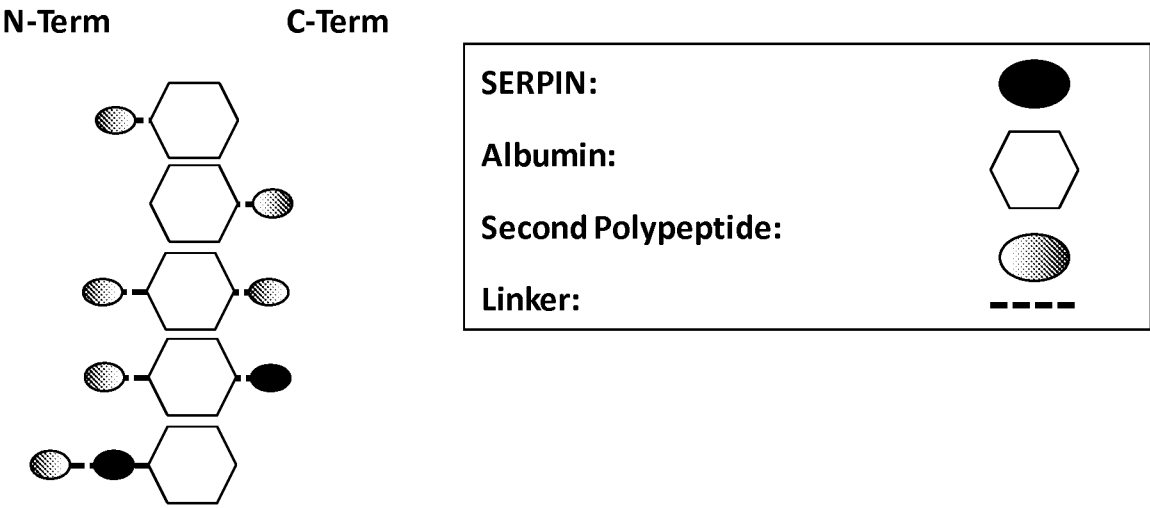 N-Term C-Term
SERPIN:
Albumin:
Second Polypeptide:
Linker: